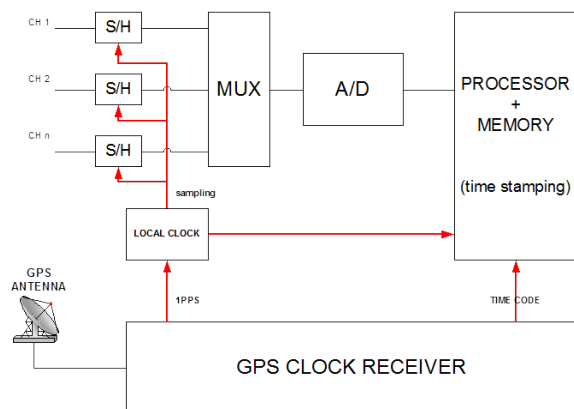 CH 1
S/H
CH 2
S/H
CH n
S/H
MUX
A/D
PROCESSOR
+
MEMORY
(time stamping)
sampling
LOCAL CLOCK
GPS
ANTENNA
1PPS
TIME CODE
GPS CLOCK RECEIVER